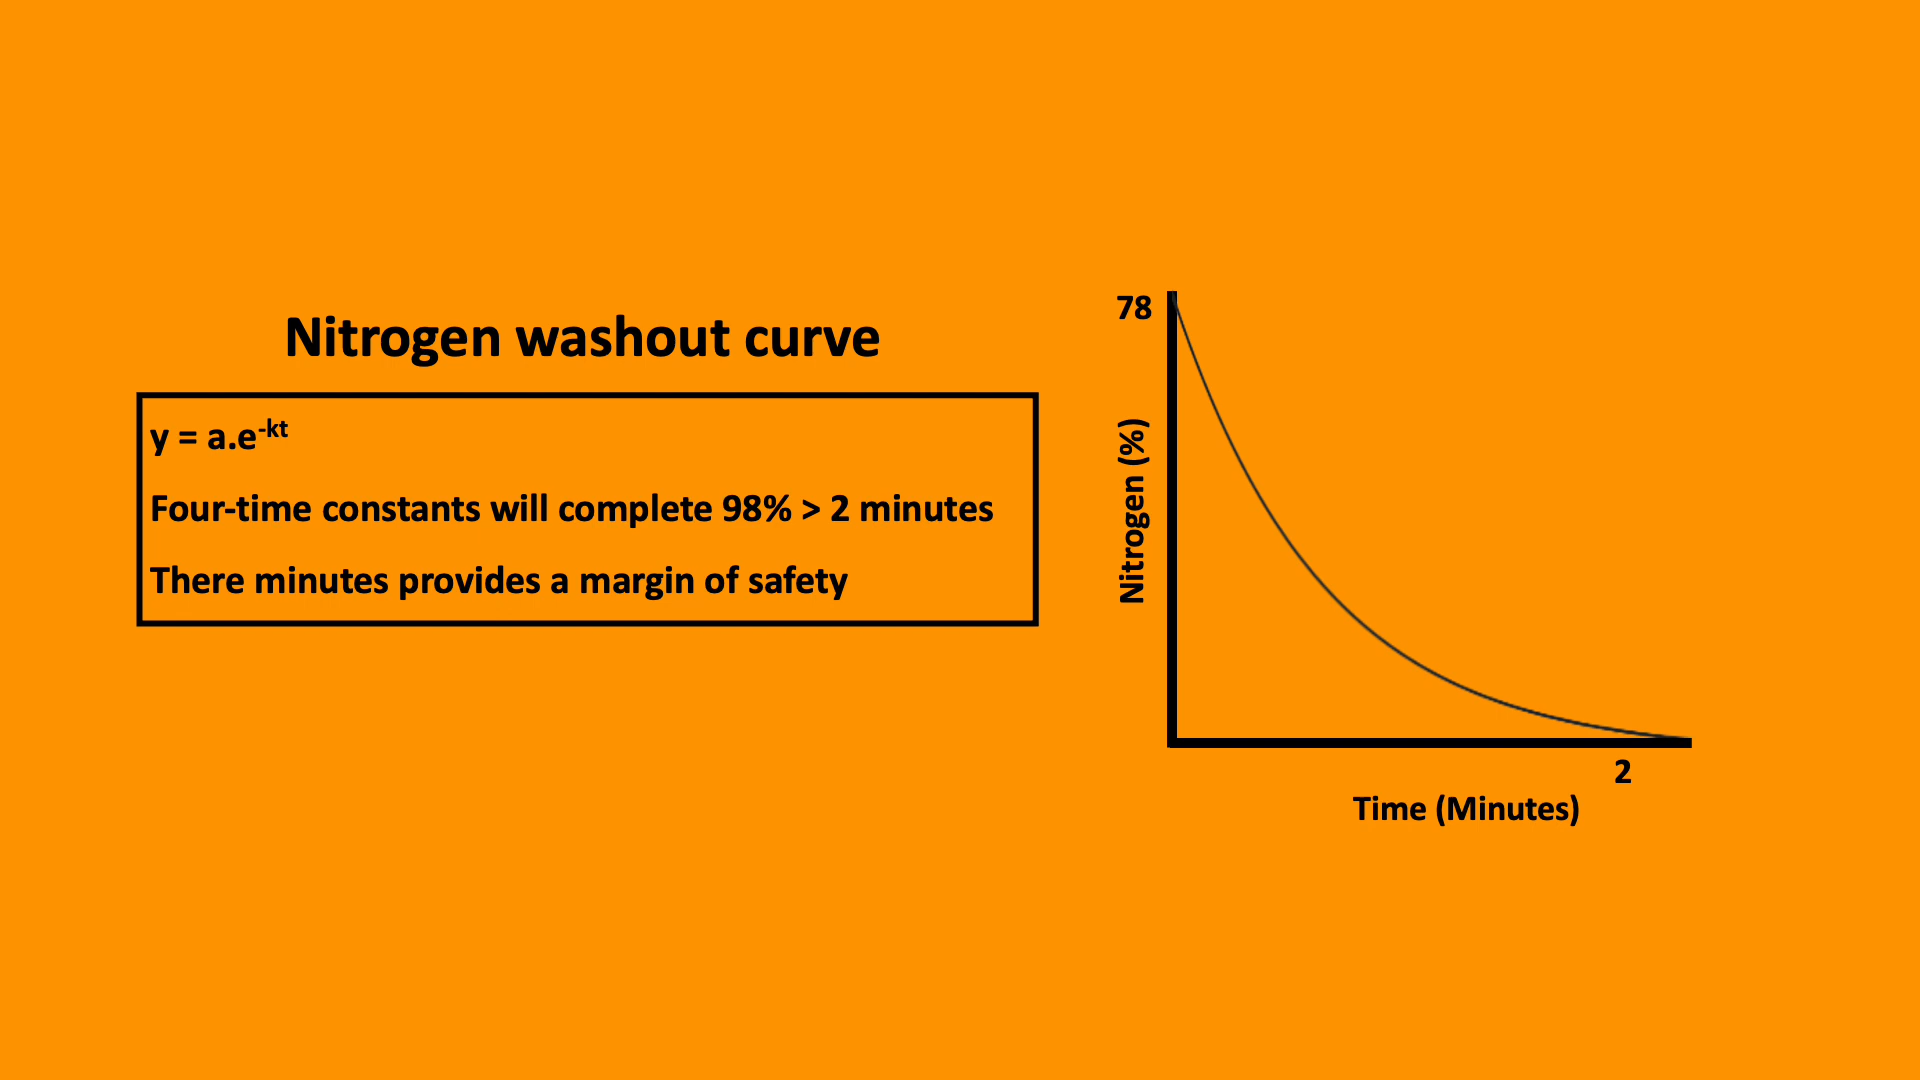 Nitrogen washout curve
y = a.e-kt
Four-time constants will complete 98% > 2 minutes
There minutes provides a margin of safety
78
Nitrogen (%)
2
Time (Minutes)